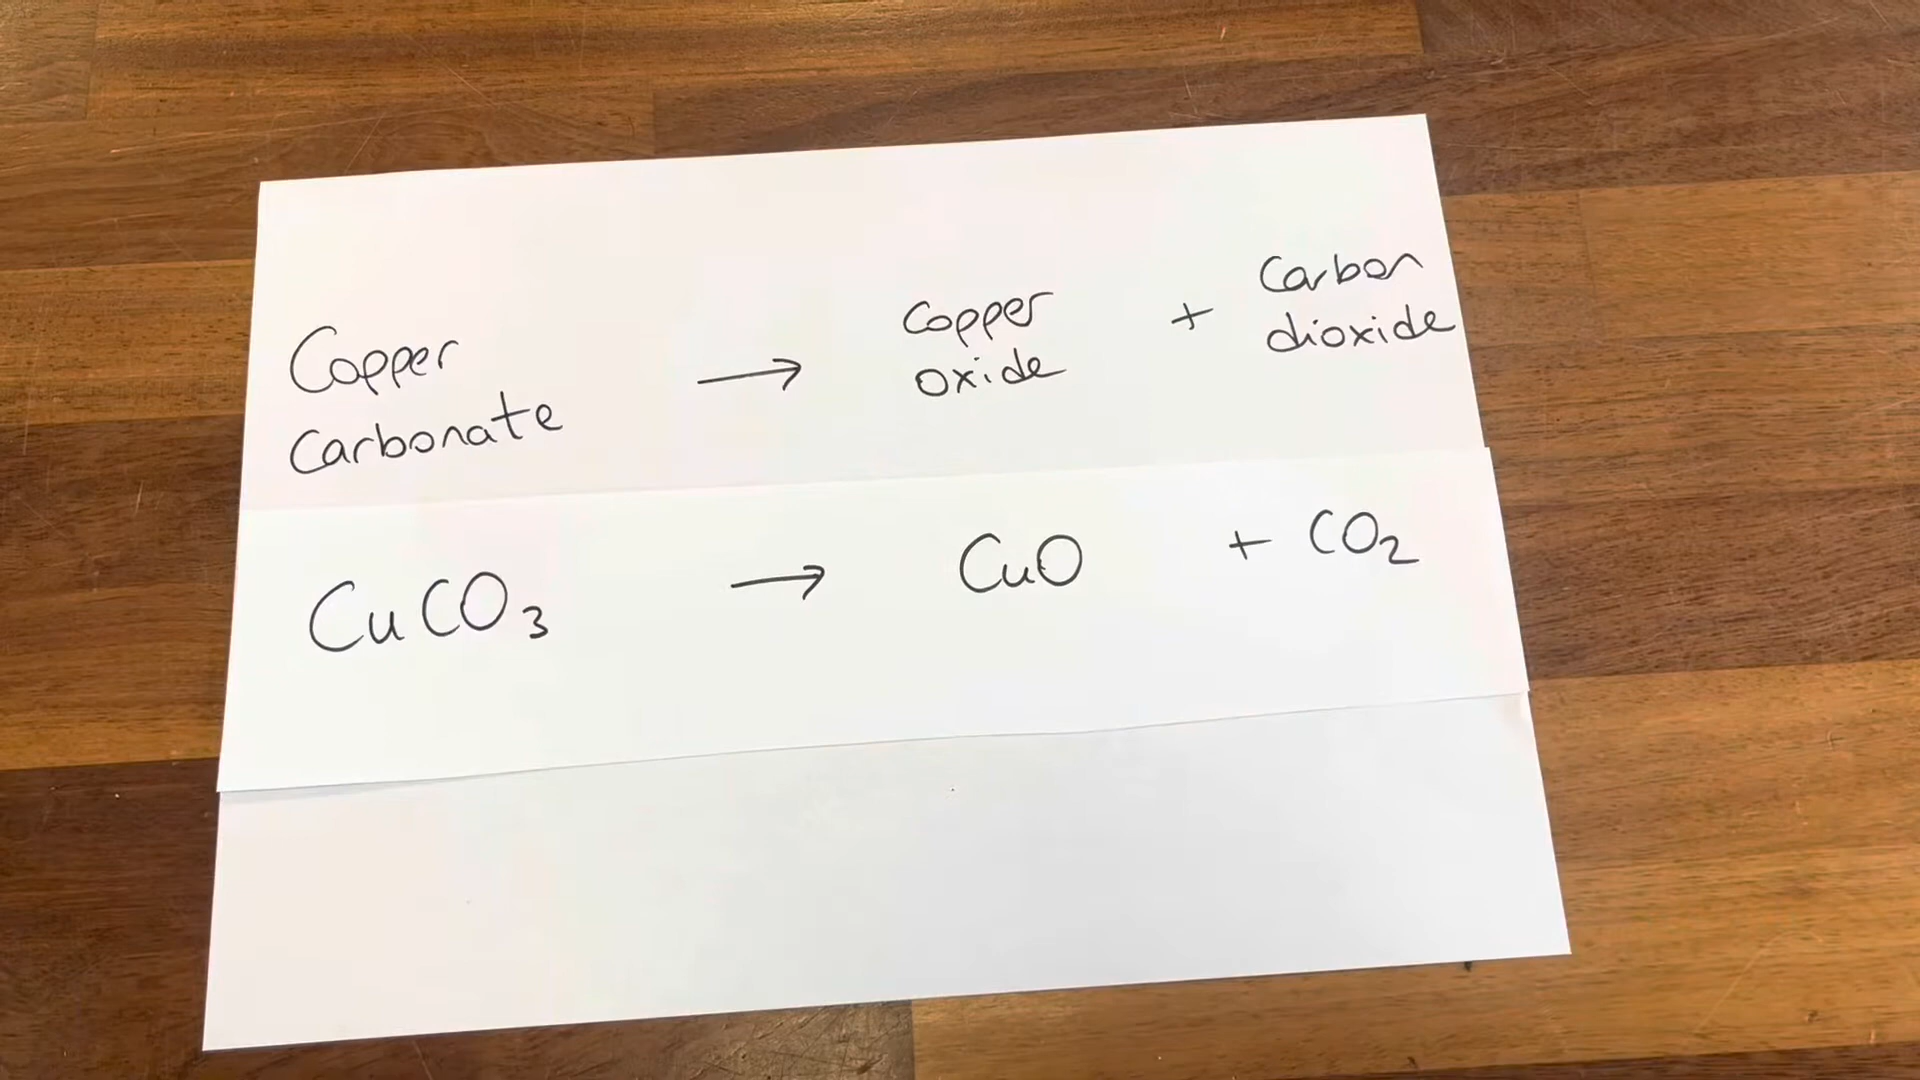 Copper carbonate → Copper oxide + Carbon dioxide
CuCO₃ → CuO + CO₂